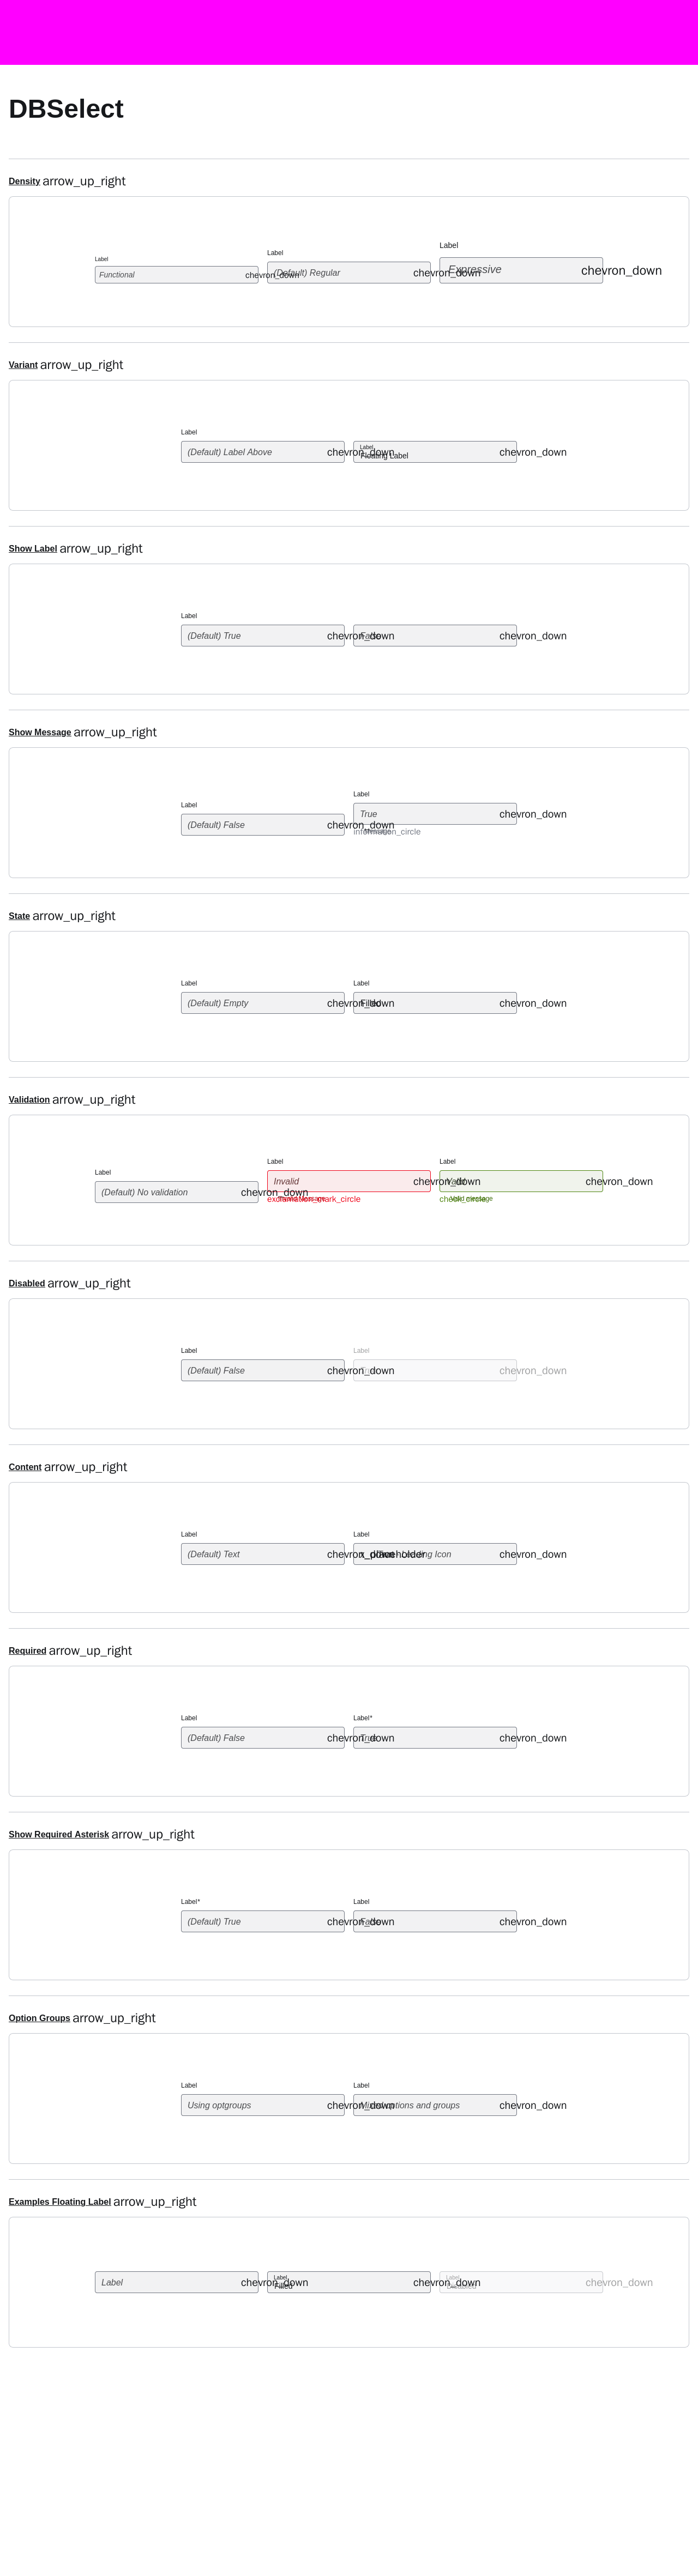 DBSelect
Density arrow_up_right
Label Label Label
Functional chevron_down (Default) Regular chevron_down Expressive chevron_down
Variant arrow_up_right
Label
(Default) Label Above chevron_down Label chevron_down
Floating Label
Show Label arrow_up_right
Label
(Default) True chevron_down False chevron_down
Show Message arrow_up_right
Label Label
(Default) False chevron_down True chevron_down
information_circle
State arrow_up_right
Label Label
(Default) Empty chevron_down Filled chevron_down
Validation arrow_up_right
Label Label Label
(Default) No validation chevron_down Invalid chevron_down Valid chevron_down
exclamation_mark_circle Invalid Message check_circle Valid message
Disabled arrow_up_right
Label Label
(Default) False chevron_down chevron_down
Content arrow_up_right
Label Label
(Default) Text chevron_down x_placeholder Leading Icon chevron_down
Required arrow_up_right
Label Label*
(Default) False chevron_down True chevron_down
Show Required Asterisk arrow_up_right
Label* Label
(Default) True chevron_down False chevron_down
Option Groups arrow_up_right
Label Label
Using optgroups chevron_down Mixed options and groups chevron_down
Examples Floating Label arrow_up_right
Label chevron_down Label chevron_down Label chevron_down
Filled